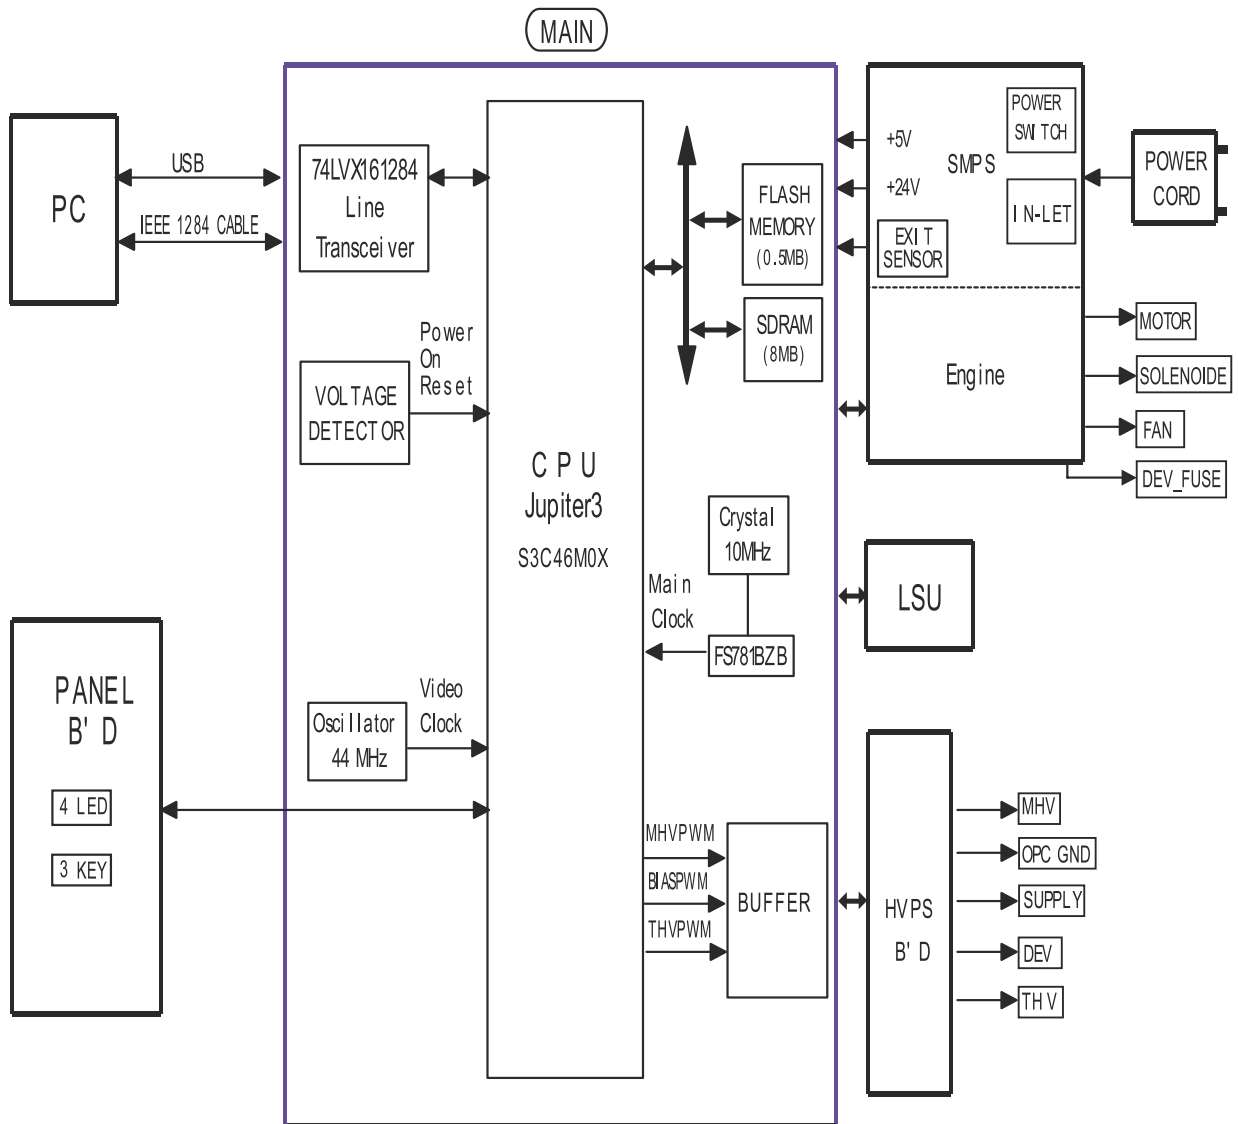 MAIN
PC
USB
IEEE 1284 CABLE
74LVX161284
Line
Transceiver
Power
On
Reset
VOLTAGE
DETECTOR
CPU
Jupiter3
S3C46M0X
FLASH
MEMORY
(0.5MB)
SDRAM
(8MB)
Crystal
10MHz
Main
Clock
FS781BZB
Oscillator
44 MHz
Video
Clock
MHVPWM
BIASPWM
THVPWM
BUFFER
PANEL
B'D
4 LED
3 KEY
+5V
+24V
EXIT
SENSOR
SMPS
POWER
SWITCH
IN-LET
POWER
CORD
Engine
MOTOR
SOLENOIDE
FAN
DEV_FUSE
LSU
HVPS
B'D
MHV
OPC GND
SUPPLY
DEV
THV